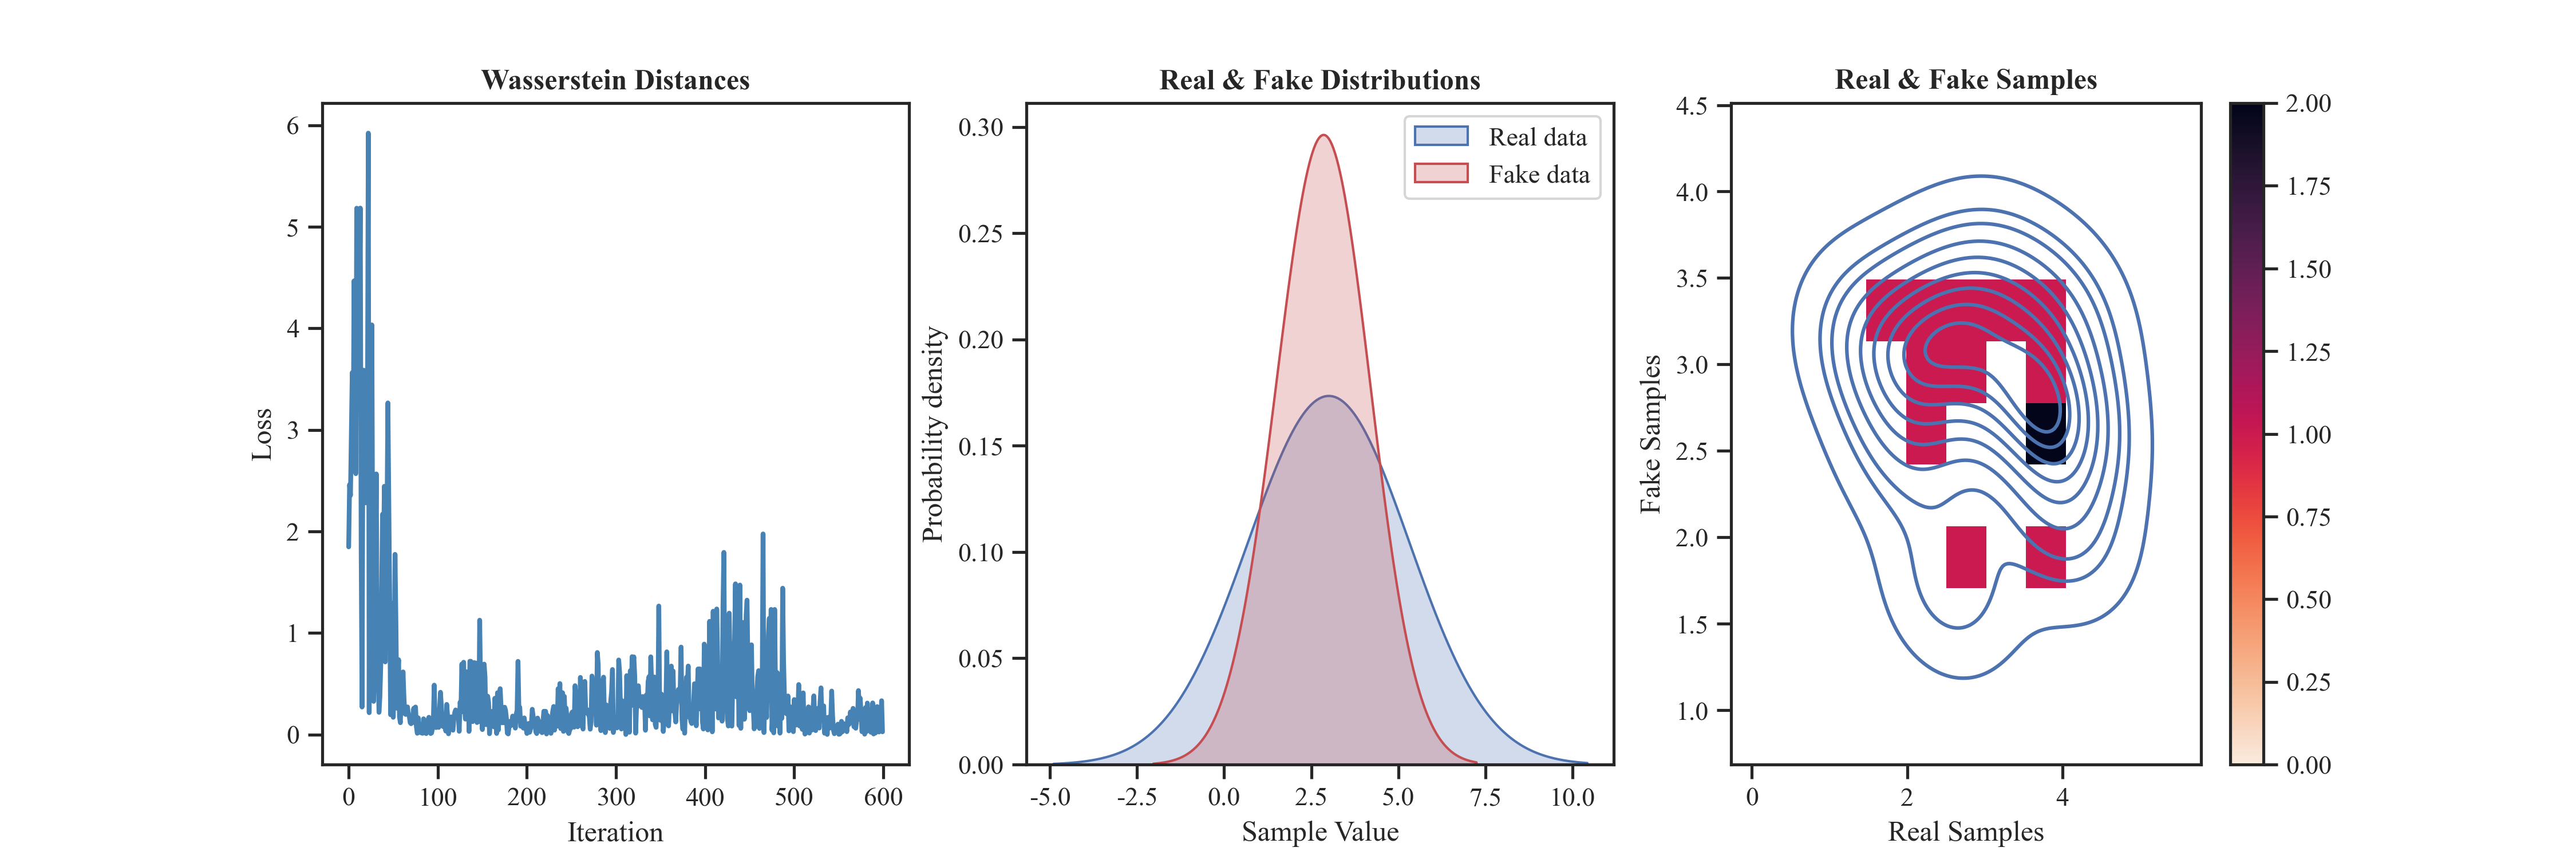 Wasserstein Distances
6
5
4
3
2
1
0
Loss
0 100 200 300 400 500 600
Iteration
Real & Fake Distributions
0.30
0.25
0.20
0.15
0.10
0.05
0.00
Probability density
Real data
Fake data
-5.0 -2.5 0.0 2.5 5.0 7.5 10.0
Sample Value
Real & Fake Samples
4.5
4.0
3.5
3.0
2.5
2.0
1.5
1.0
Fake Samples
0 2 4
Real Samples
2.00
1.75
1.50
1.25
1.00
0.75
0.50
0.25
0.00